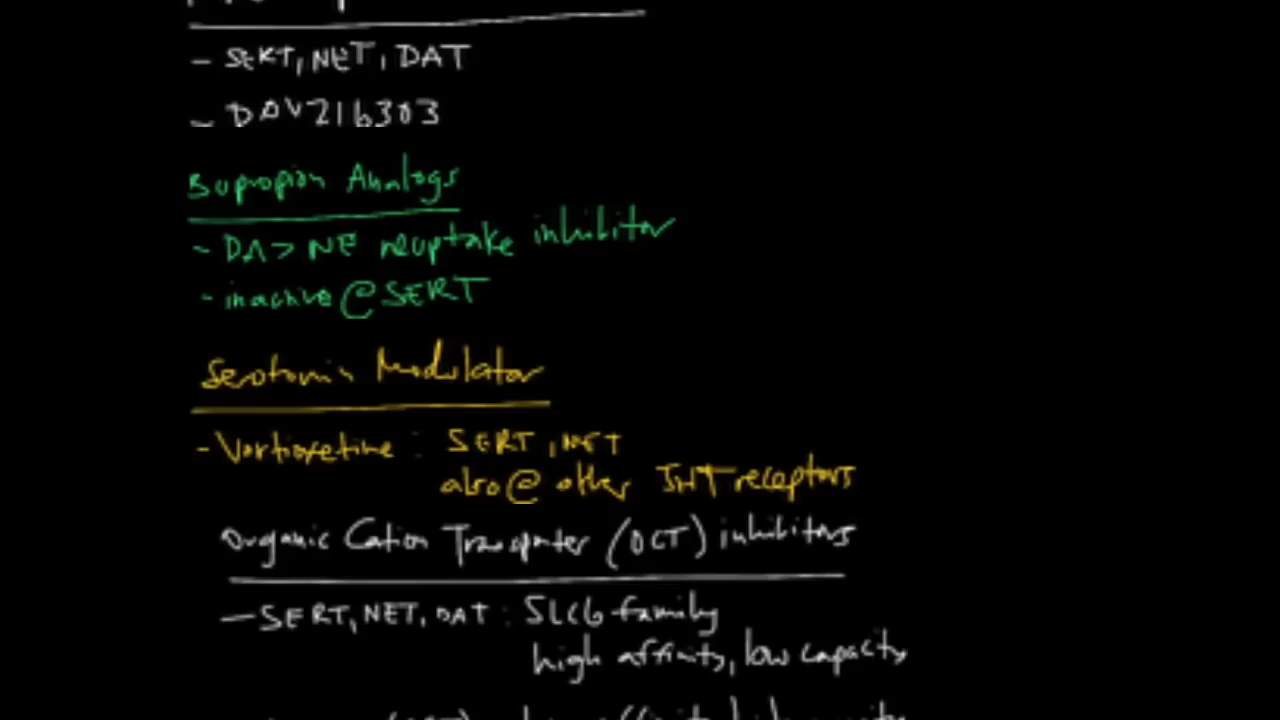 - SERT, NET, DAT
- DOV216303
Bupropion Analogs
- DA > NE reuptake inhibitor
- inactive @ SERT
Serotonin Modulator
- Vortioxetine : SERT, NET
also @ other 5HT receptors
Organic Cation Transporter (OCT) inhibitors
- SERT, NET, DAT : SLC6 family
high affinity, low capacity